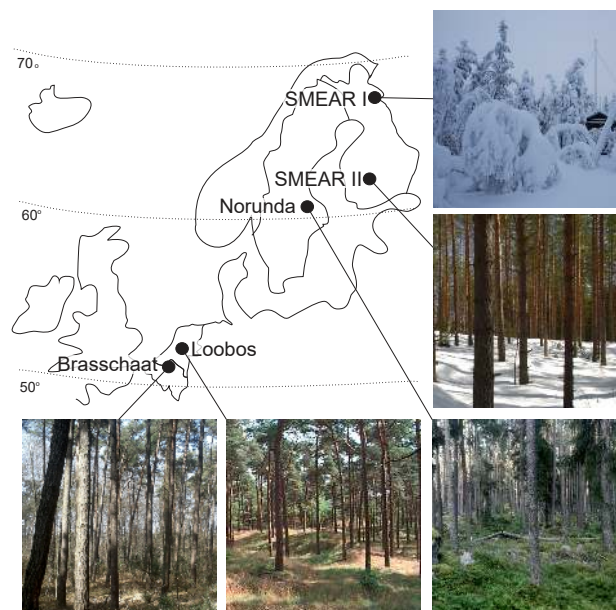 70°
SMEAR I
SMEAR II
Norunda
60°
Loobos
Brasschaat
50°